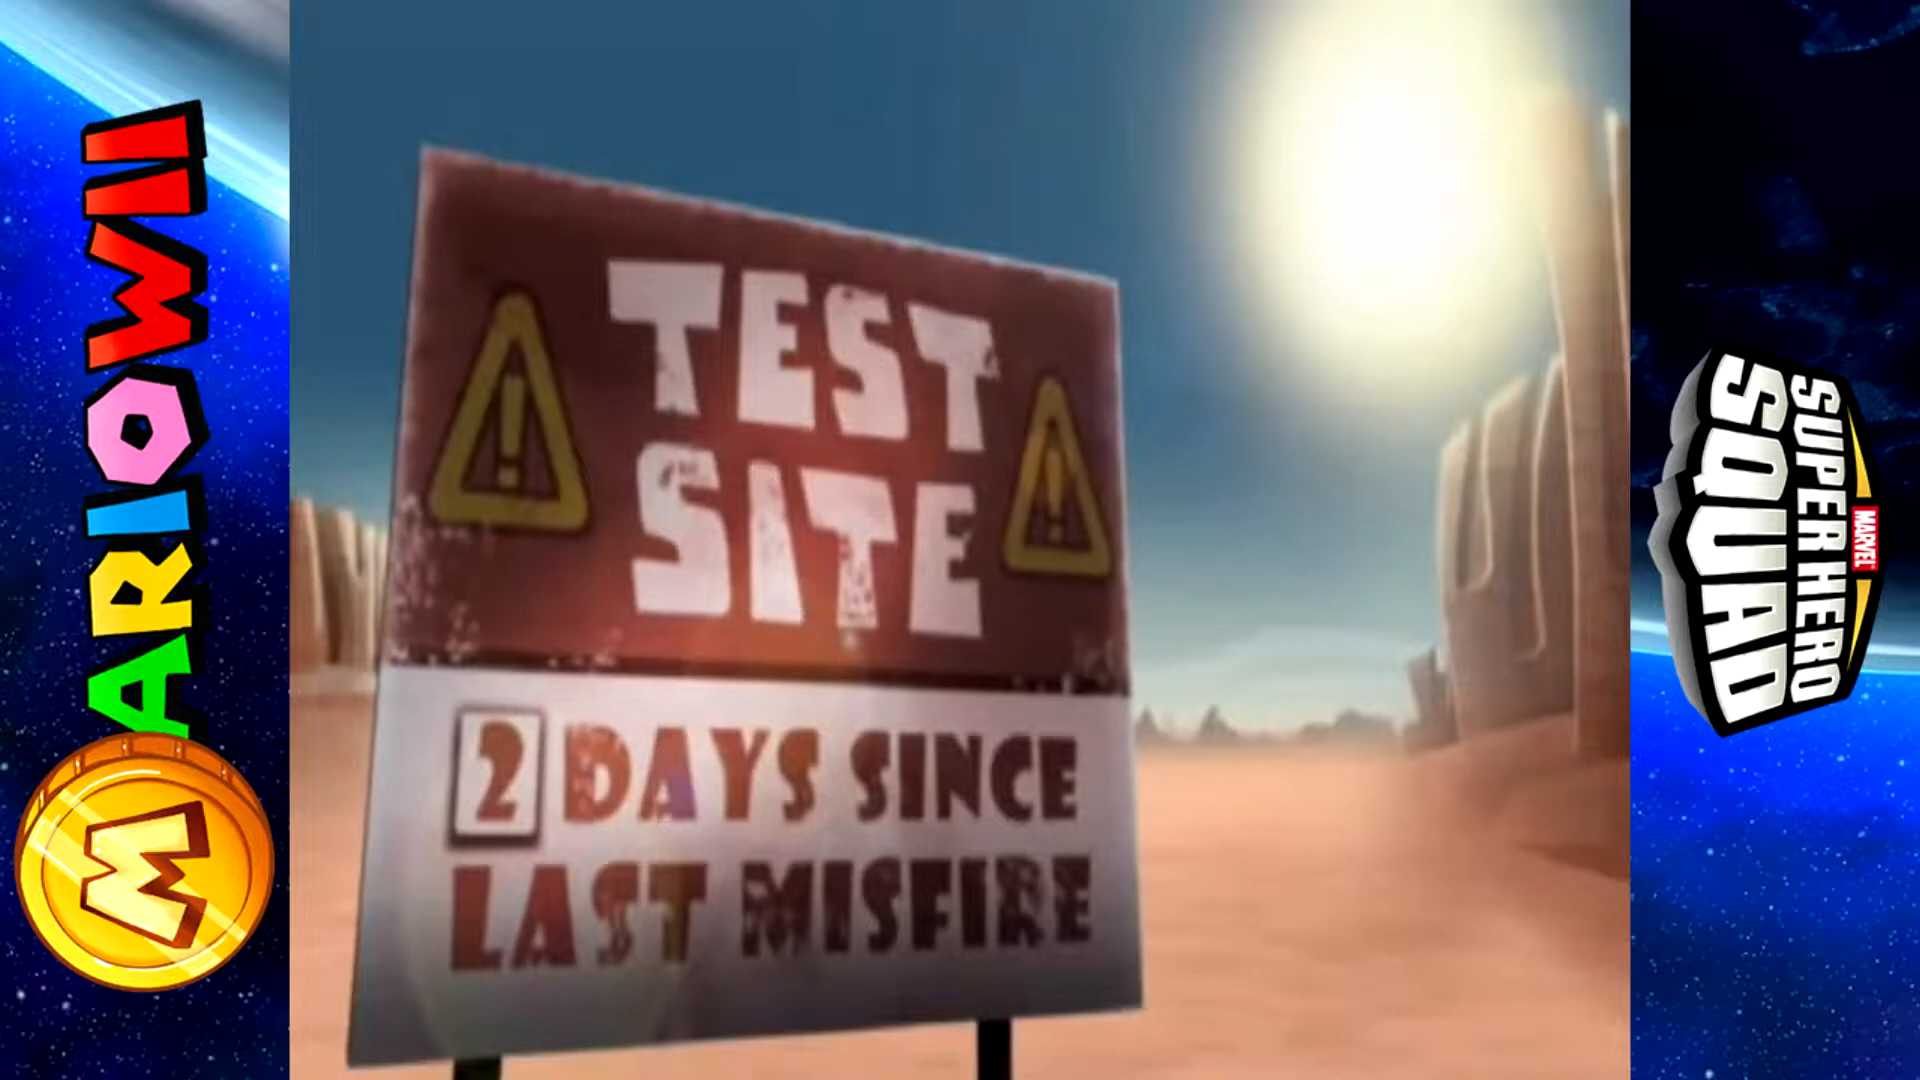 MARIOWII
TEST
SITE
2 DAYS SINCE
LAST MISFIRE
MARVEL
SUPER HERO
SQUAD